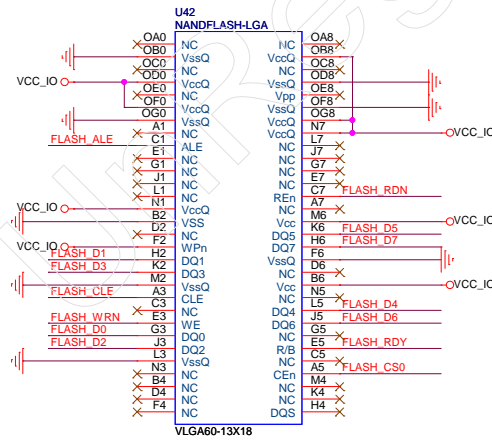 U42
NANDFLASH-LGA
OA0 NC NC OA8
OB0 VssQ VccQ OB8
OC0 NC NC OC8
VCC_IO OD0 VccQ VssQ OD8
OE0 NC Vpp OE8
OF0 VccQ VssQ OF8
OG0 VssQ VccQ OG8
A1 NC VccQ N7 VCC_IO
FLASH_ALE C1 ALE NC L7
E1 NC NC J7
G1 NC NC G7
J1 NC NC E7
L1 NC REn C7 FLASH_RDN
VCC_IO N1 VccQ NC A7
B2 VSS Vcc M6 VCC_IO
D2 NC DQ5 K6 FLASH_D5
VCC_IO F2 WPn DQ7 H6 FLASH_D7
FLASH_D1 H2 DQ1 VssQ F6
FLASH_D3 K2 DQ3 NC D6
M2 VssQ Vcc B6 VCC_IO
FLASH_CLE A3 CLE NC N5
C3 NC DQ4 L5 FLASH_D4
FLASH_WRN E3 WE DQ6 J5 FLASH_D6
FLASH_D0 G3 DQ0 NC G5
FLASH_D2 J3 DQ2 R/B E5 FLASH_RDY
L3 VssQ NC C5
N3 NC CEn A5 FLASH_CS0
B4 NC NC M4
D4 NC NC K4
F4 NC DQS H4
VLGA60-13X18